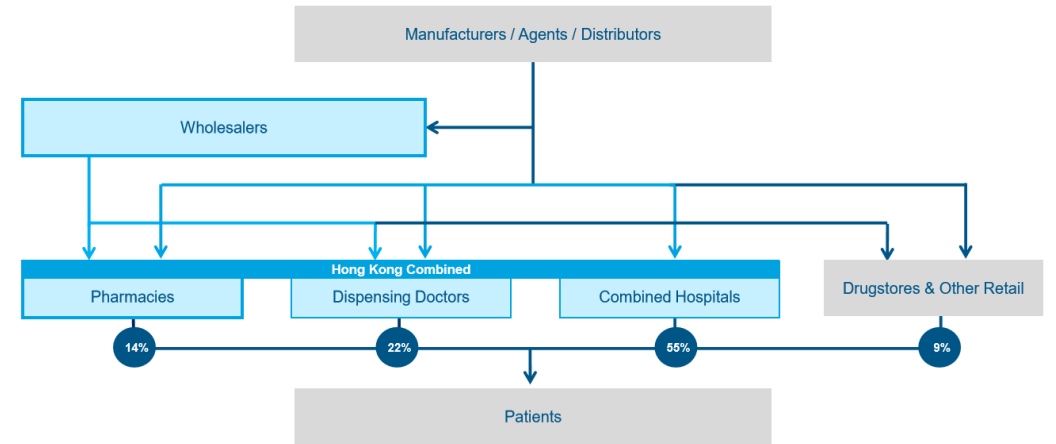 Manufacturers / Agents / Distributors
Wholesalers
Hong Kong Combined
Pharmacies
Dispensing Doctors
Combined Hospitals
Drugstores & Other Retail
14%
22%
55%
9%
Patients